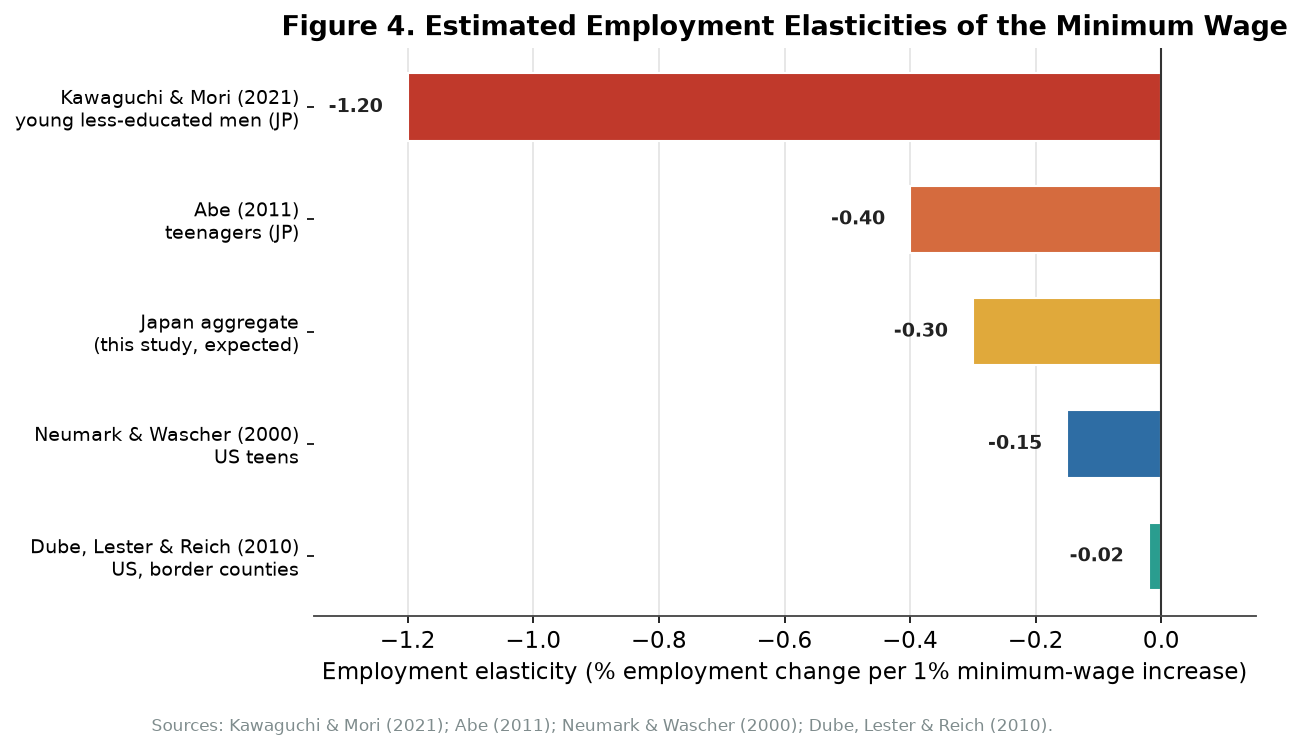 Figure 4. Estimated Employment Elasticities of the Minimum Wage
Kawaguchi & Mori (2021)
young less-educated men (JP)
-1.20
Abe (2011)
teenagers (JP)
-0.40
Japan aggregate
(this study, expected)
-0.30
Neumark & Wascher (2000)
US teens
-0.15
Dube, Lester & Reich (2010)
US, border counties
-0.02
−1.2 −1.0 −0.8 −0.6 −0.4 −0.2 0.0
Employment elasticity (% employment change per 1% minimum-wage increase)
Sources: Kawaguchi & Mori (2021); Abe (2011); Neumark & Wascher (2000); Dube, Lester & Reich (2010).